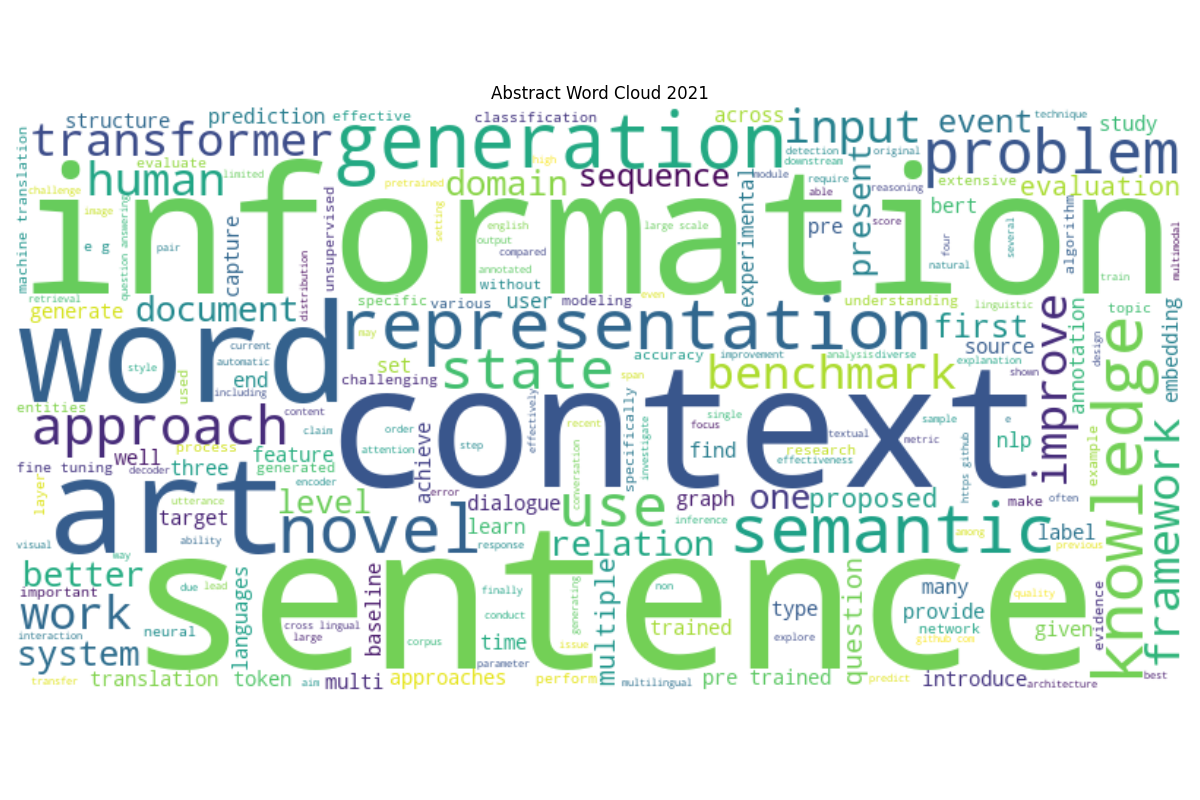 Abstract Word Cloud 2021
structure
prediction
effective
classification
across
technique
transformer
generation
input
event
study
problem
machine translation
evaluate
limited
high
detection
original
downstream
human
challenge
pretrained
domain
sequence
module
require
able
reasoning
extensive
evaluation
information
image
question answering
e g
pair
capture
unsupervised
setting
english
output
compared
annotated
without
large scale
experimental
pre
present
score
bert
four
natural
several
algorithm
train
multimodal
distribution
retrieval
generate
document
specific
various
user
modeling
even
understanding
linguistic
topic
word
representation
may
first
source
improve
annotation
design
knowledge
embedding
current
automatic
style
used
end
including
set
challenging
state
accuracy
improvement
analysis
diverse
explanation
shown
span
benchmark
entities
approach
content
claim
order
context
effectively
recent
single
focus
textual
sample
e
metric
nlp
process
well
feature
attention
achieve
step
conversation
specifically
investigate
find
research
effectiveness
https github
example
framework
fine tuning
decoder
three
generated
encoder
error
layer
art
utterance
level
dialogue
use
graph
one
proposed
make
often
target
novel
learn
inference
semantic
among
label
previous
visual
ability
response
relation
may
better
due
lead
languages
important
sentence
baseline
finally
conduct
generating
multiple
non
question
many
type
provide
quality
evidence
work
interaction
neural
cross lingual
large
corpus
time
issue
trained
explore
network
github com
given
system
parameter
transfer
translation
token
aim
multi
approaches
perform
multilingual
pre trained
predict
introduce
architecture
best